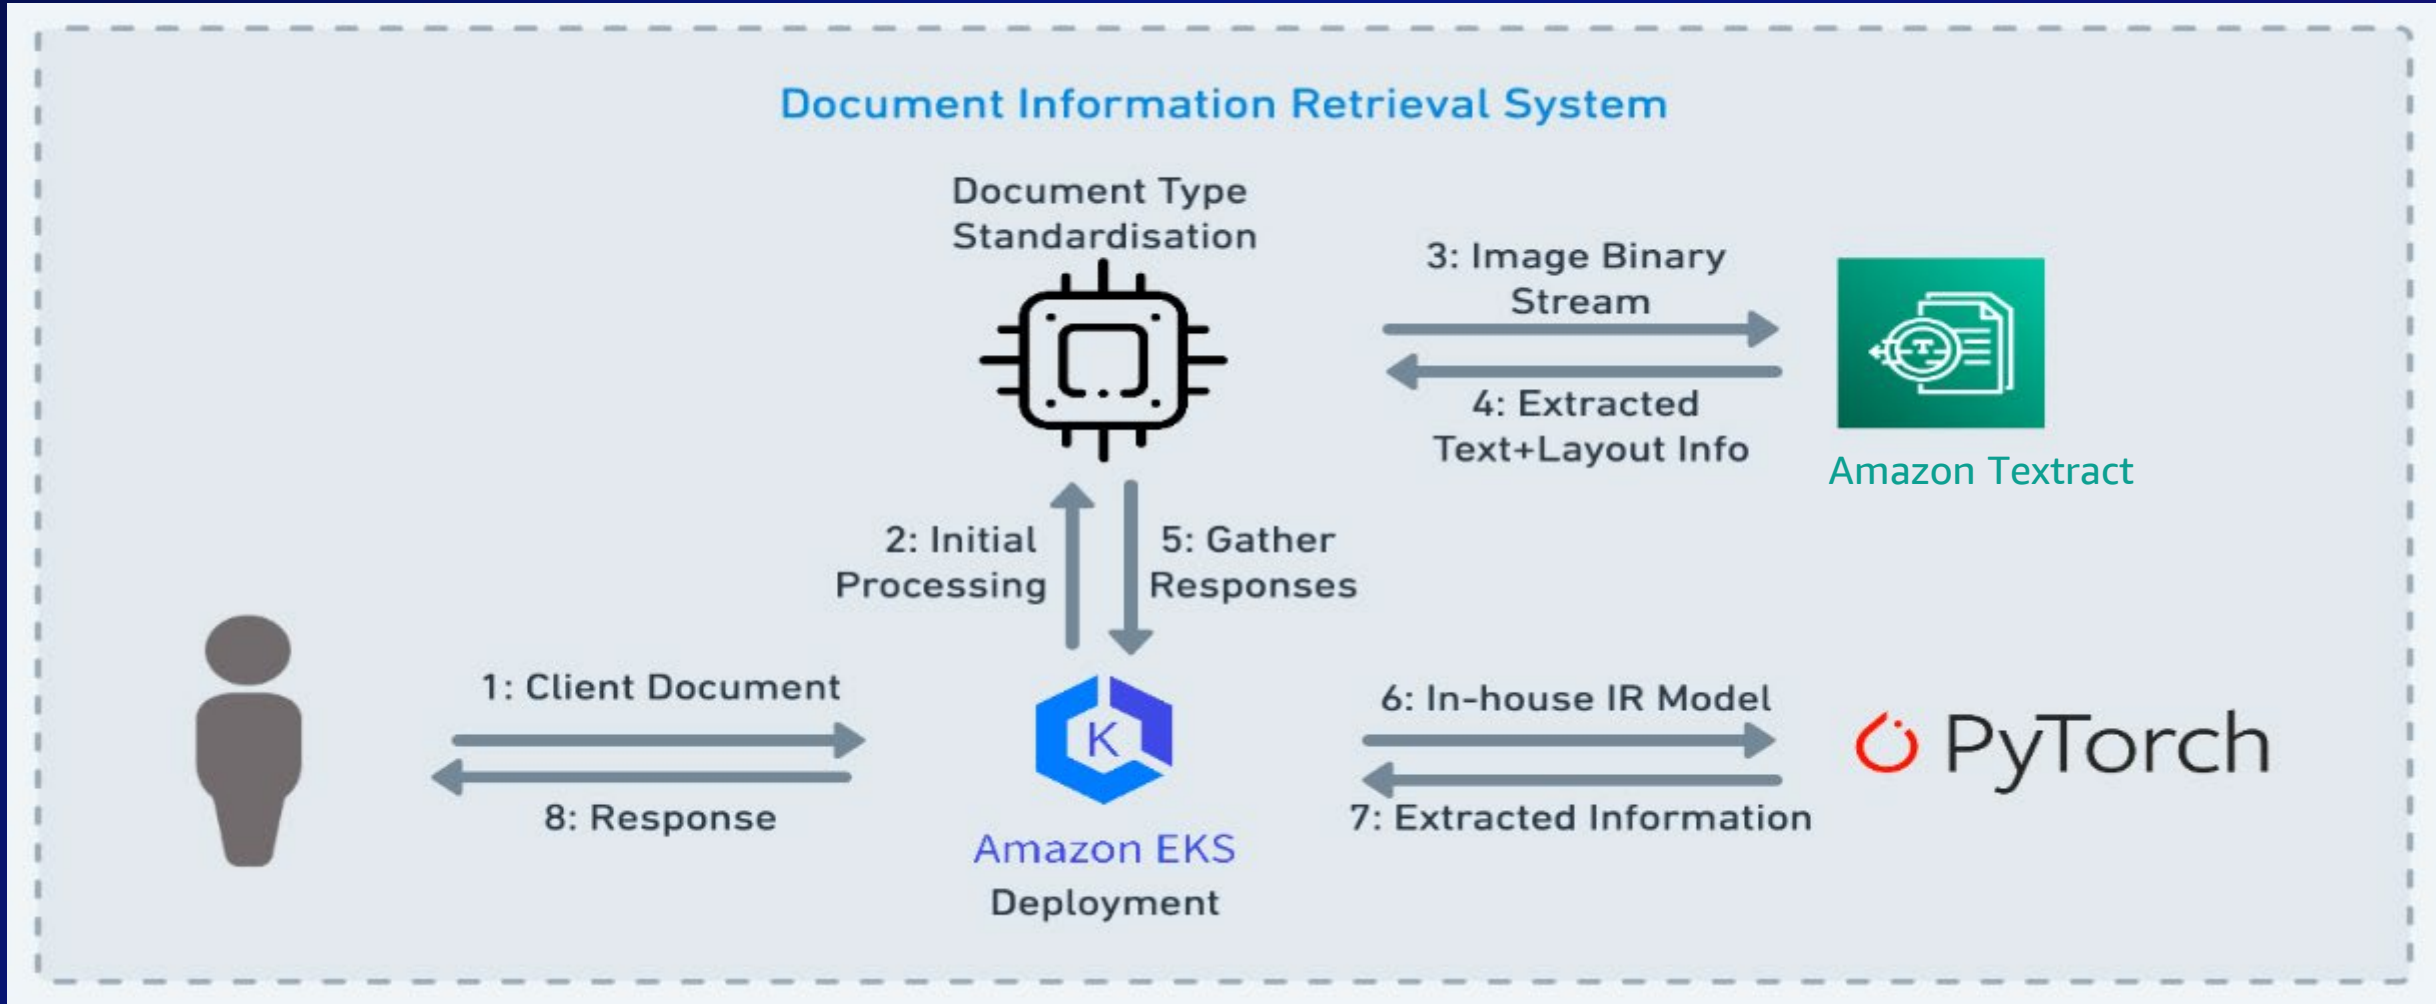 Document Information Retrieval System
Document Type
Standardisation
3: Image Binary
Stream
4: Extracted
Text+Layout Info
Amazon Textract
2: Initial
Processing
5: Gather
Responses
1: Client Document
8: Response
K
Amazon EKS
Deployment
6: In-house IR Model
7: Extracted Information
PyTorch
T